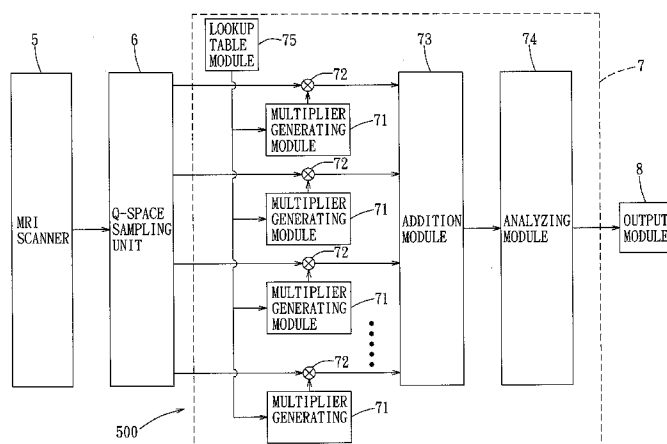 5
6
LOOKUP
TABLE
MODULE
75
72
73
74
7
MULTIPLIER
GENERATING
MODULE
71
72
MULTIPLIER
GENERATING
MODULE
71
8
MRI
SCANNER
Q-SPACE
SAMPLING
UNIT
ADDITION
MODULE
ANALYZING
MODULE
OUTPUT
MODULE
72
MULTIPLIER
GENERATING
MODULE
71
72
MULTIPLIER
GENERATING
71
500